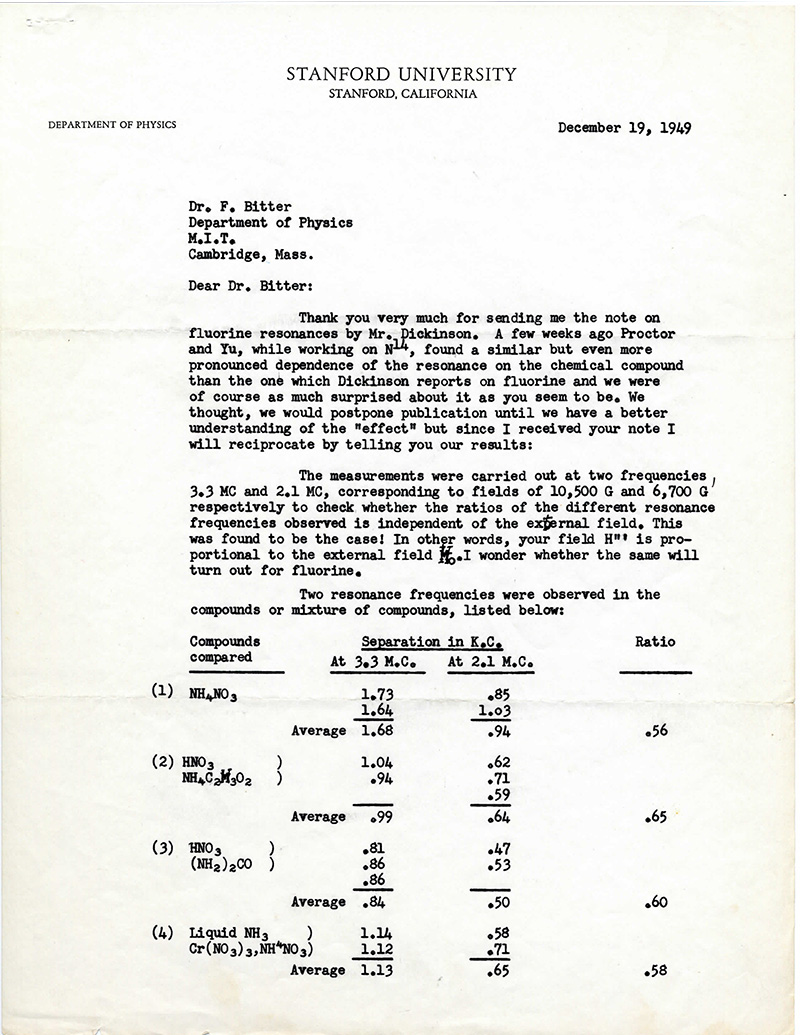 STANFORD UNIVERSITY
STANFORD, CALIFORNIA
DEPARTMENT OF PHYSICS
December 19, 1949
Dr. F. Bitter
Department of Physics
M.I.T.
Cambridge, Mass.
Dear Dr. Bitter:
Thank you very much for sending me the note on
fluorine resonances by Mr. Dickinson. A few weeks ago Proctor
and Yu, while working on N14, found a similar but even more
pronounced dependence of the resonance on the chemical compound
than the one which Dickinson reports on fluorine and we were
of course as much surprised about it as you seem to be. We
thought, we would postpone publication until we have a better
understanding of the "effect" but since I received your note I
will reciprocate by telling you our results:
The measurements were carried out at two frequencies,
3.3 MC and 2.1 MC, corresponding to fields of 10,500 G and 6,700 G
respectively to check whether the ratios of the different resonance
frequencies observed is independent of the external field. This
was found to be the case! In other words, your field H"' is pro-
portional to the external field H₀. I wonder whether the same will
turn out for fluorine.
Two resonance frequencies were observed in the
compounds or mixture of compounds, listed below:
Compounds Separation in K.C. Ratio
compared At 3.3 M.C. At 2.1 M.C.
(1) NH4NO3 1.73 .85
1.64 1.03
Average 1.68 .94 .56
(2) HNO3 ) 1.04 .62
NH4C2H3O2 ) .94 .71
.59
Average .99 .64 .65
(3) HNO3 ) .81 .47
(NH2)2CO ) .86 .53
.86
Average .84 .50 .60
(4) Liquid NH3 ) 1.14 .58
Cr(NO3)3,NH4NO3) 1.12 .71
Average 1.13 .65 .58